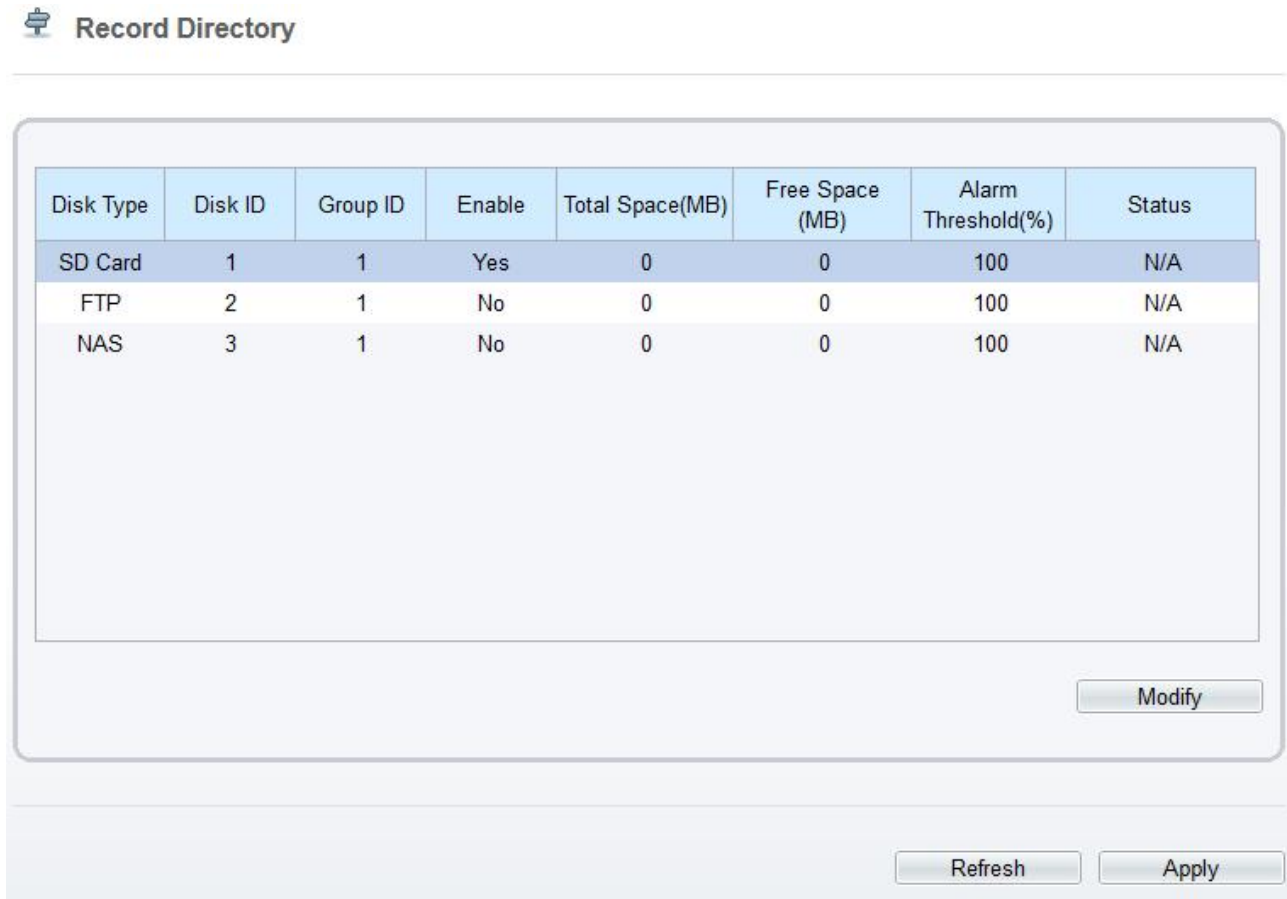 Record Directory
Disk Type Disk ID Group ID Enable Total Space(MB) Free Space (MB) Alarm Threshold(%) Status
SD Card 1 1 Yes 0 0 100 N/A
FTP 2 1 No 0 0 100 N/A
NAS 3 1 No 0 0 100 N/A
Modify
Refresh Apply